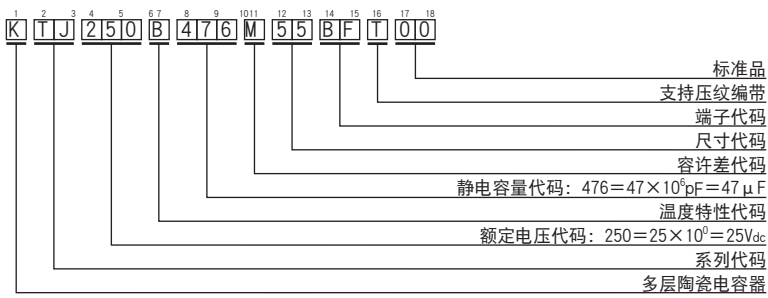 1 2 3 4 5 6 7 8 9 10 11 12 13 14 15 16 17 18
K T J 2 5 0 B 4 7 6 M 5 5 B F T 0 0
标准品
支持压纹编带
端子代码
尺寸代码
容许差代码
静电容量代码：476＝47×10⁶pF＝47μF
温度特性代码
额定电压代码：250＝25×10⁰＝25Vdc
系列代码
多层陶瓷电容器